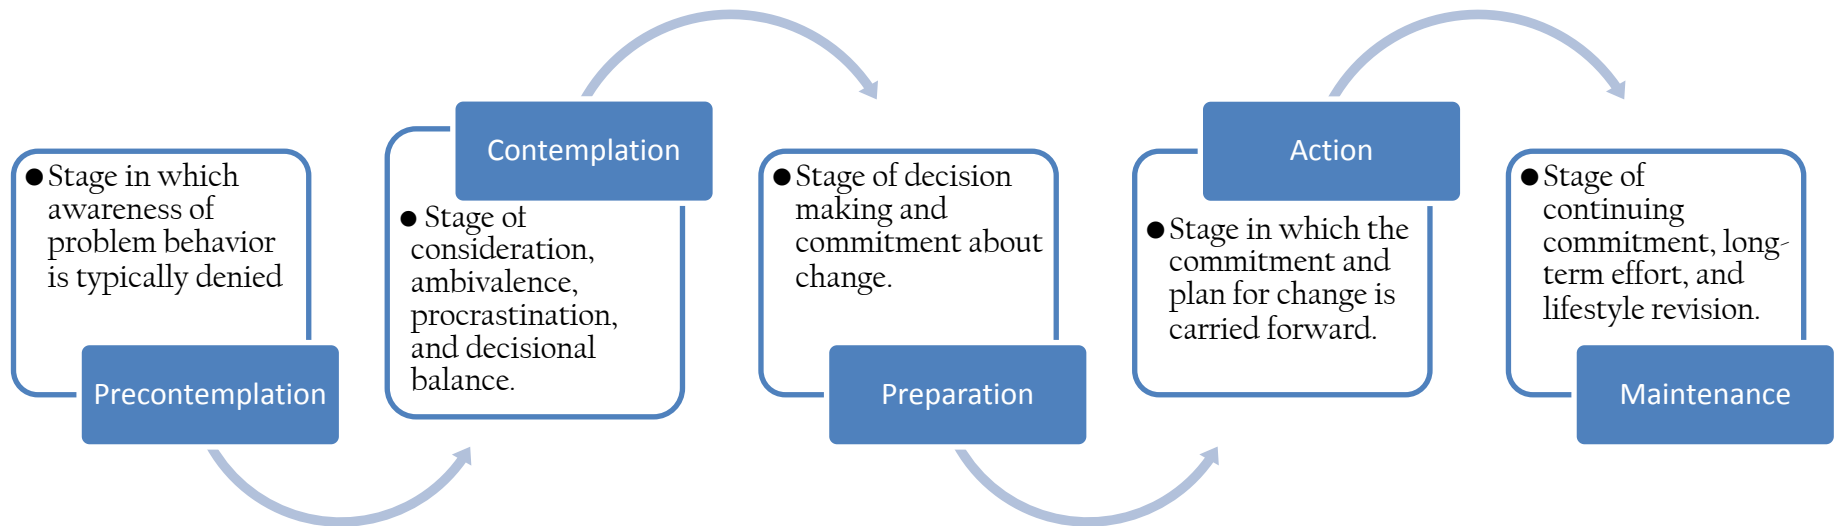 ● Stage in which
awareness of
problem behavior
is typically denied
Precontemplation
Contemplation
● Stage of
consideration,
ambivalence,
procrastination,
and decisional
balance.
● Stage of decision
making and
commitment about
change.
Preparation
Action
● Stage in which the
commitment and
plan for change is
carried forward.
● Stage of
continuing
commitment, long-
term effort, and
lifestyle revision.
Maintenance